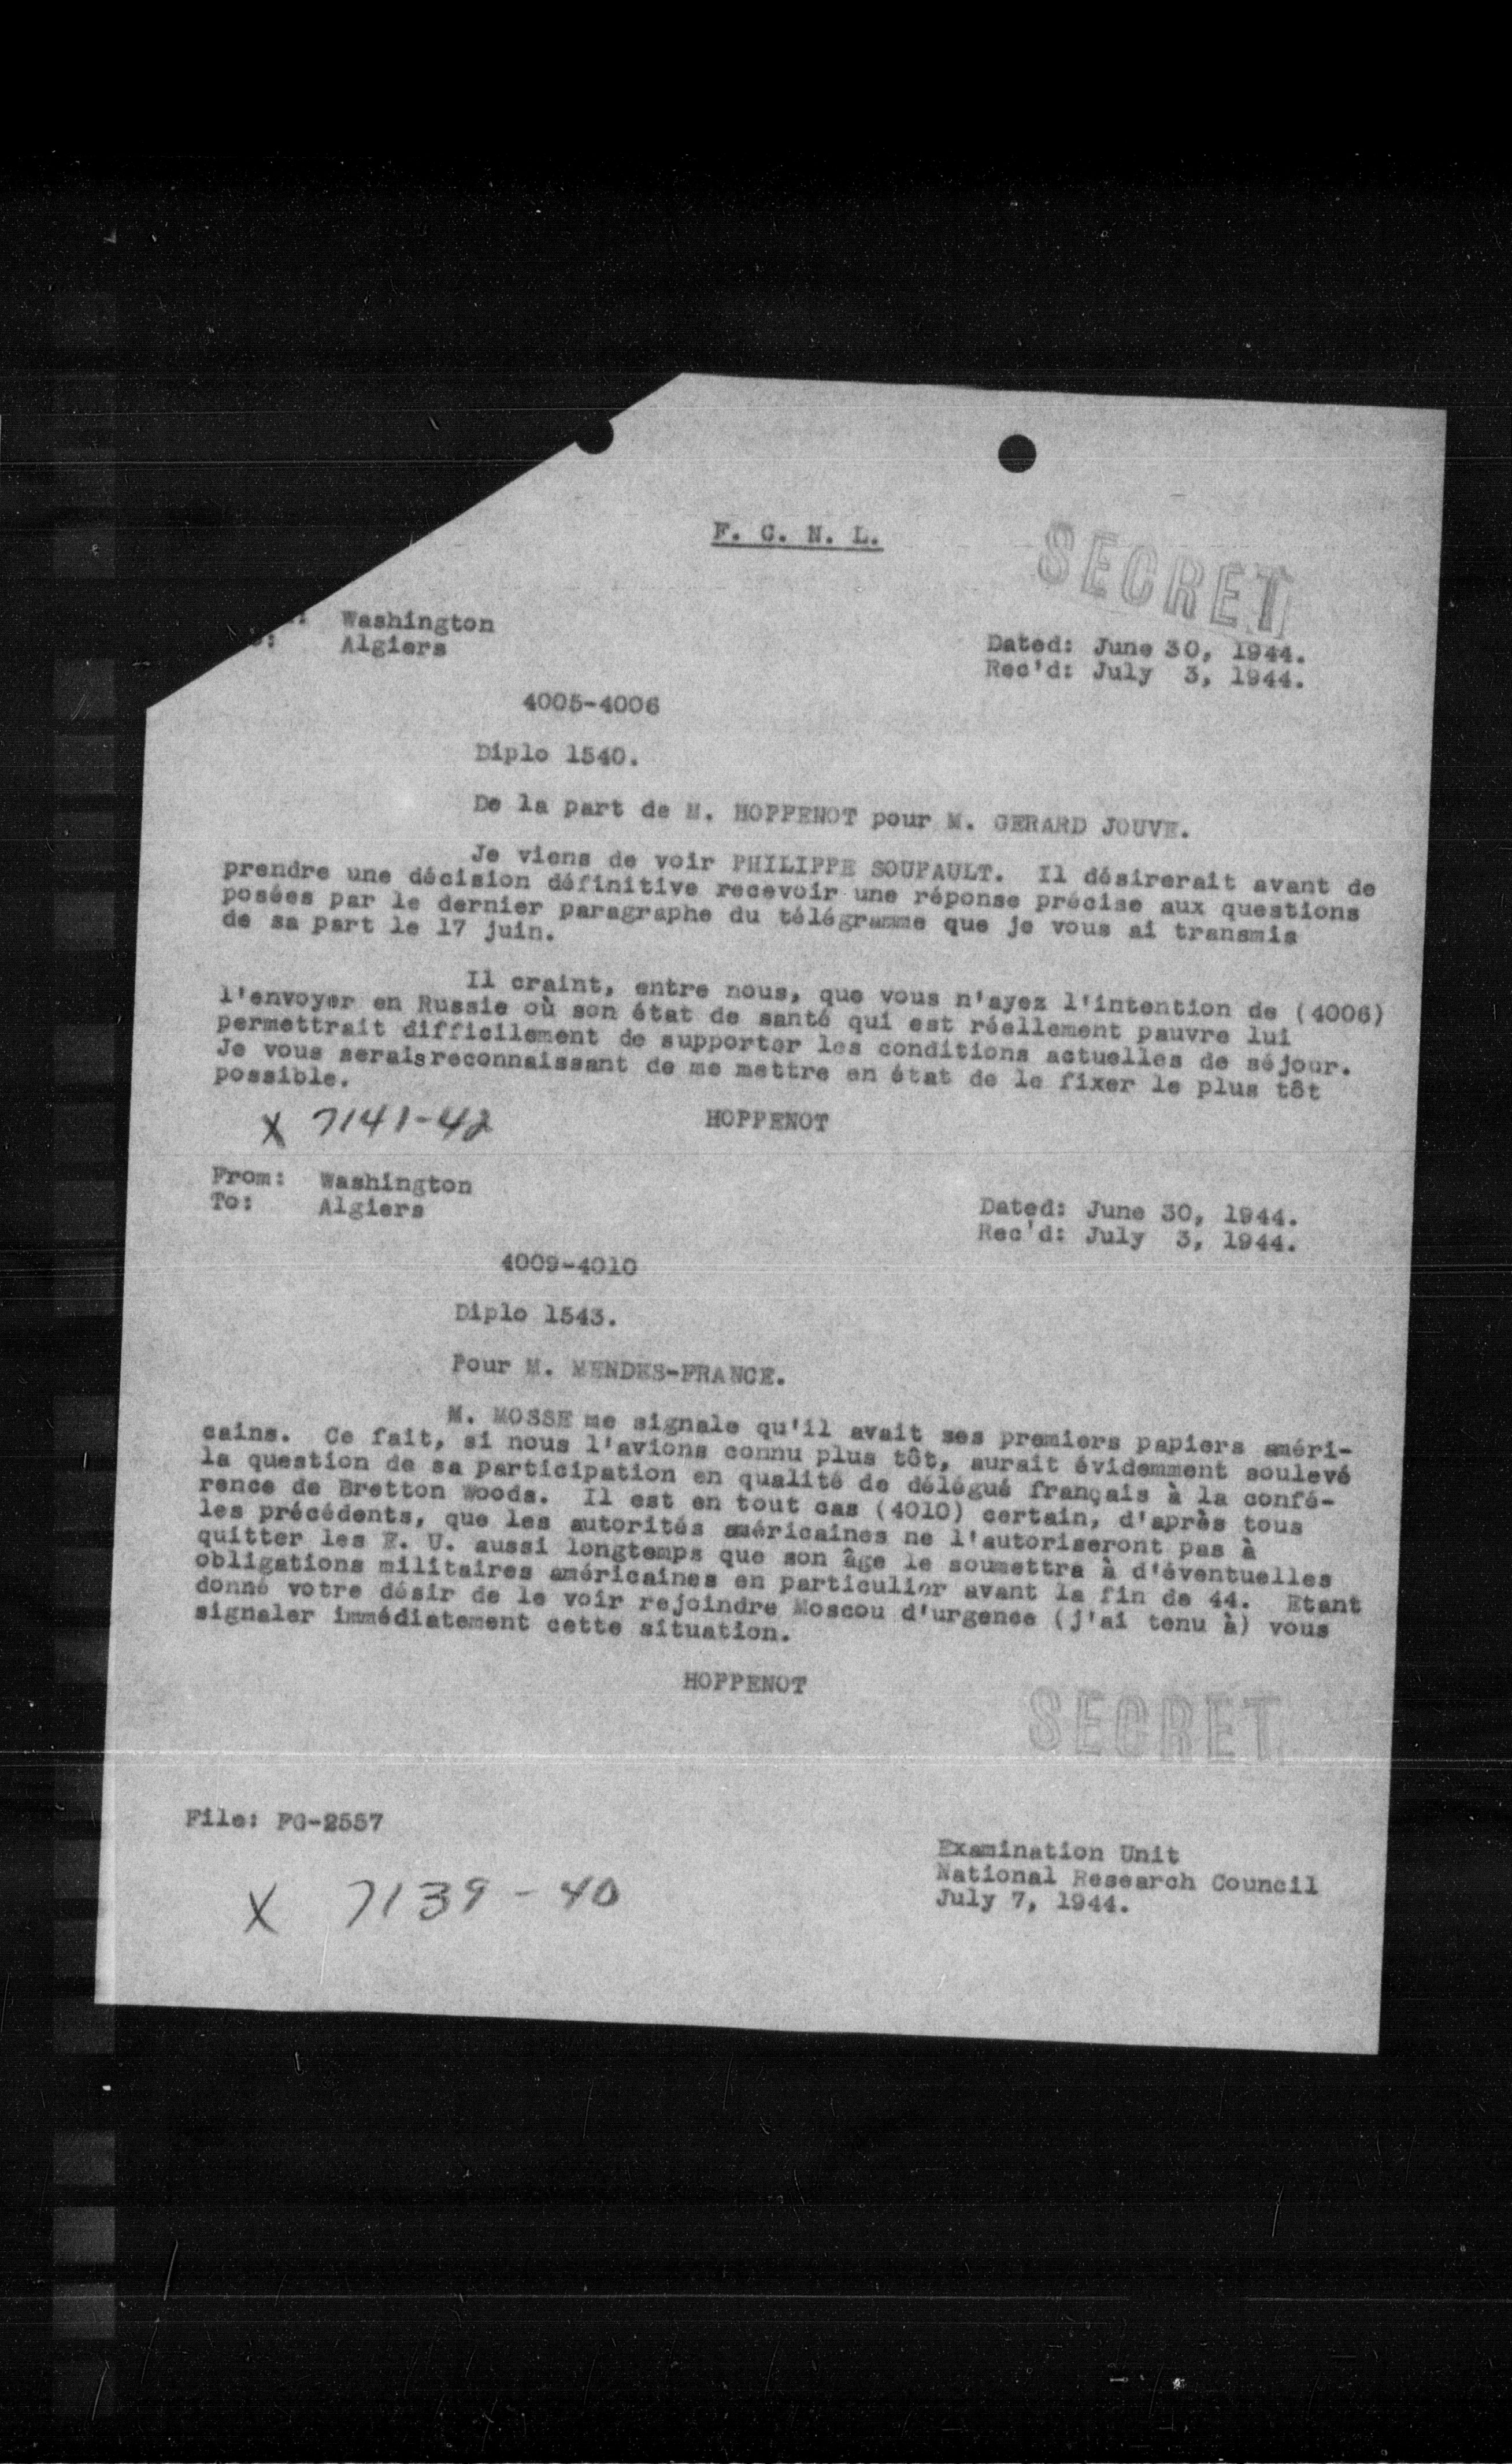 F. C. N. L.
SECRET
: Washington
: Algiers
Dated: June 30, 1944.
Rec'd: July 3, 1944.
4005-4006
Diplo 1540.
De la part de M. HOPPENOT pour M. GERARD JOUVE.
Je viens de voir PHILIPPE SOUPAULT. Il désirerait avant de
prendre une décision définitive recevoir une réponse précise aux questions
posées par le dernier paragraphe du télégramme que je vous ai transmis
de sa part le 17 juin.
Il craint, entre nous, que vous n'ayez l'intention de (4006)
l'envoyer en Russie où son état de santé qui est réellement pauvre lui
permettrait difficilement de supporter les conditions actuelles de séjour.
Je vous seraisreconnaissant de me mettre en état de le fixer le plus tôt
possible.
X 7141-42
HOPPENOT
From: Washington
To: Algiers
Dated: June 30, 1944.
Rec'd: July 3, 1944.
4009-4010
Diplo 1543.
Pour M. MENDES-FRANCE.
M. MOSSE me signale qu'il avait ses premiers papiers améri-
cains. Ce fait, si nous l'avions connu plus tôt, aurait évidemment soulevé
la question de sa participation en qualité de délégué français à la confé-
rence de Bretton Woods. Il est en tout cas (4010) certain, d'après tous
les précédents, que les autorités américaines ne l'autoriseront pas à
quitter les E. U. aussi longtemps que son âge le soumettra à d'éventuelles
obligations militaires américaines en particulier avant la fin de 44. Etant
donné votre désir de le voir rejoindre Moscou d'urgence (j'ai tenu à) vous
signaler immédiatement cette situation.
HOPPENOT
SECRET
File: FG-2557
X 7139-40
Examination Unit
National Research Council
July 7, 1944.